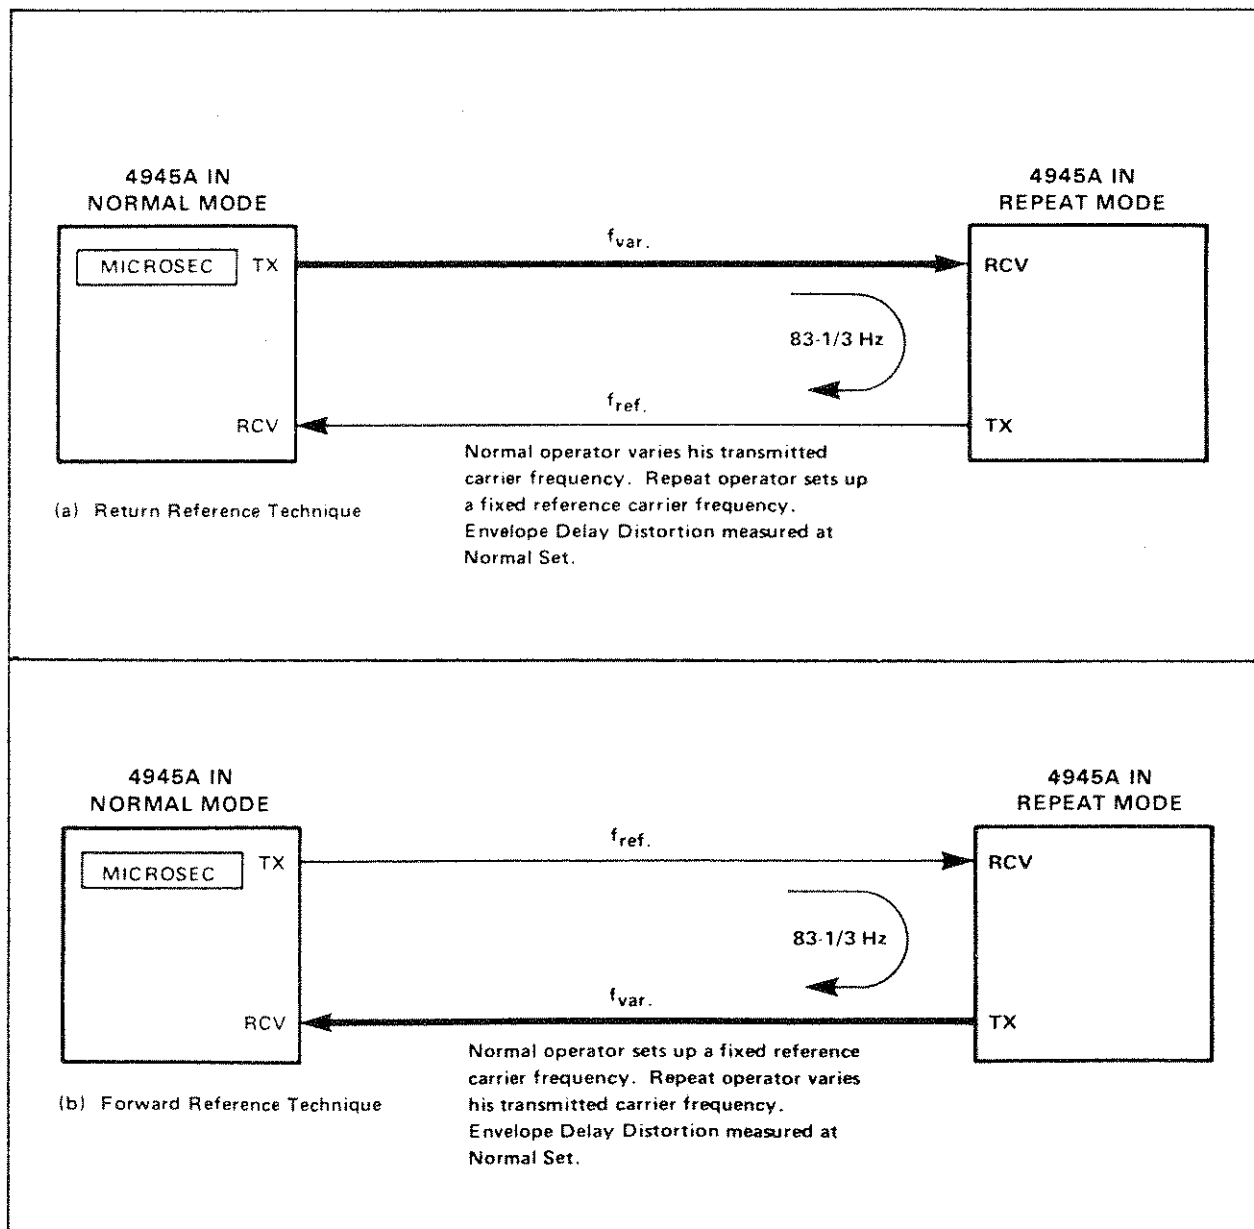 4945A IN
NORMAL MODE
4945A IN
REPEAT MODE
MICROSEC
TX
fvar.
RCV
83-1/3 Hz
fref.
RCV
TX
Normal operator varies his transmitted
carrier frequency. Repeat operator sets up
a fixed reference carrier frequency.
Envelope Delay Distortion measured at
Normal Set.
(a) Return Reference Technique
4945A IN
NORMAL MODE
4945A IN
REPEAT MODE
MICROSEC
TX
fref.
RCV
83-1/3 Hz
fvar.
RCV
TX
Normal operator sets up a fixed reference
carrier frequency. Repeat operator varies
his transmitted carrier frequency.
Envelope Delay Distortion measured at
Normal Set.
(b) Forward Reference Technique